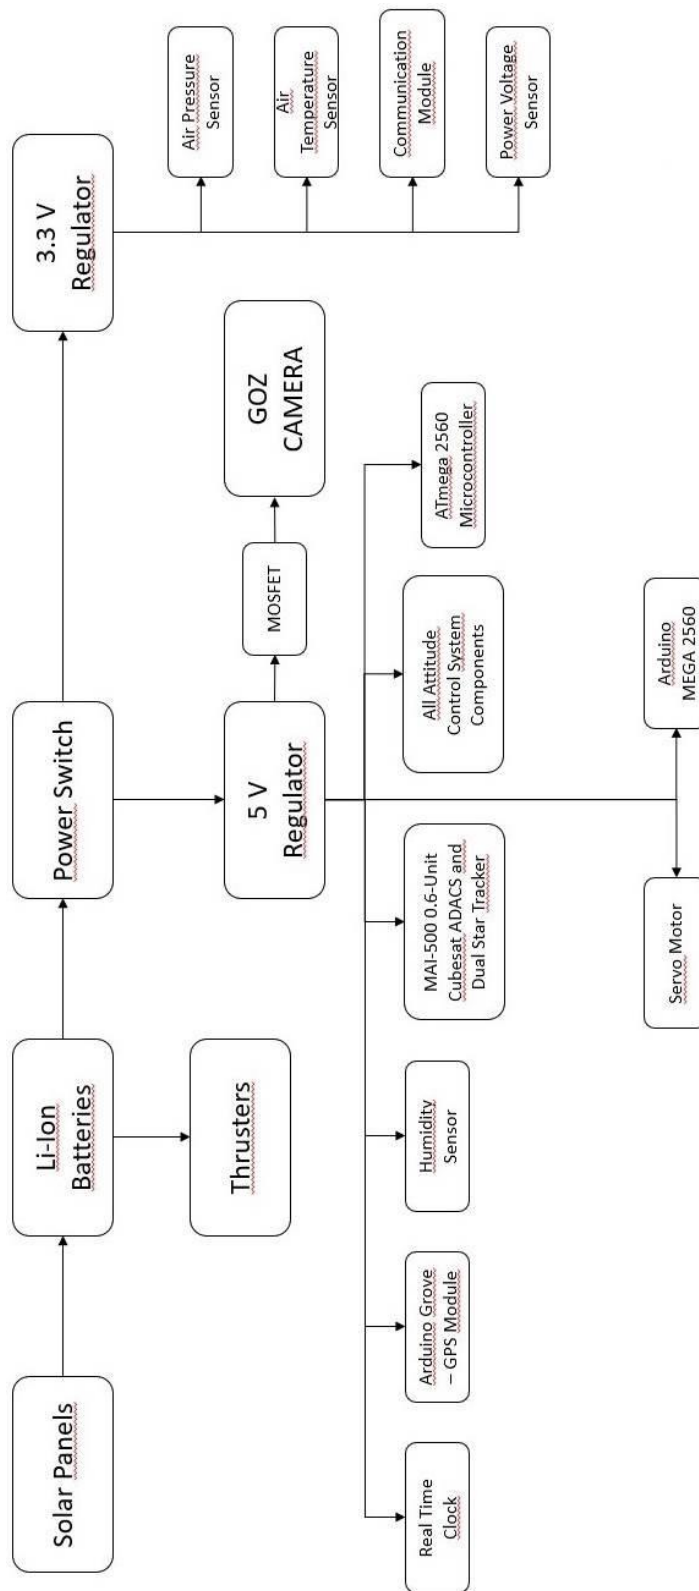 Solar Panels
Li-Ion
Batteries
Power Switch
3.3 V
Regulator
Thrusters
5 V
Regulator
MOSFET
GOZ
CAMERA
Air Pressure
Sensor
Air
Temperature
Sensor
Communication
Module
Power Voltage
Sensor
Real Time
Clock
Arduino Grove
– GPS Module
Humidity
Sensor
MAI-500 0.6-Unit
Cubesat ADACS and
Dual Star Tracker
All Attitude
Control System
Components
ATmega 2560
Microcontroller
Servo Motor
Arduino
MEGA 2560